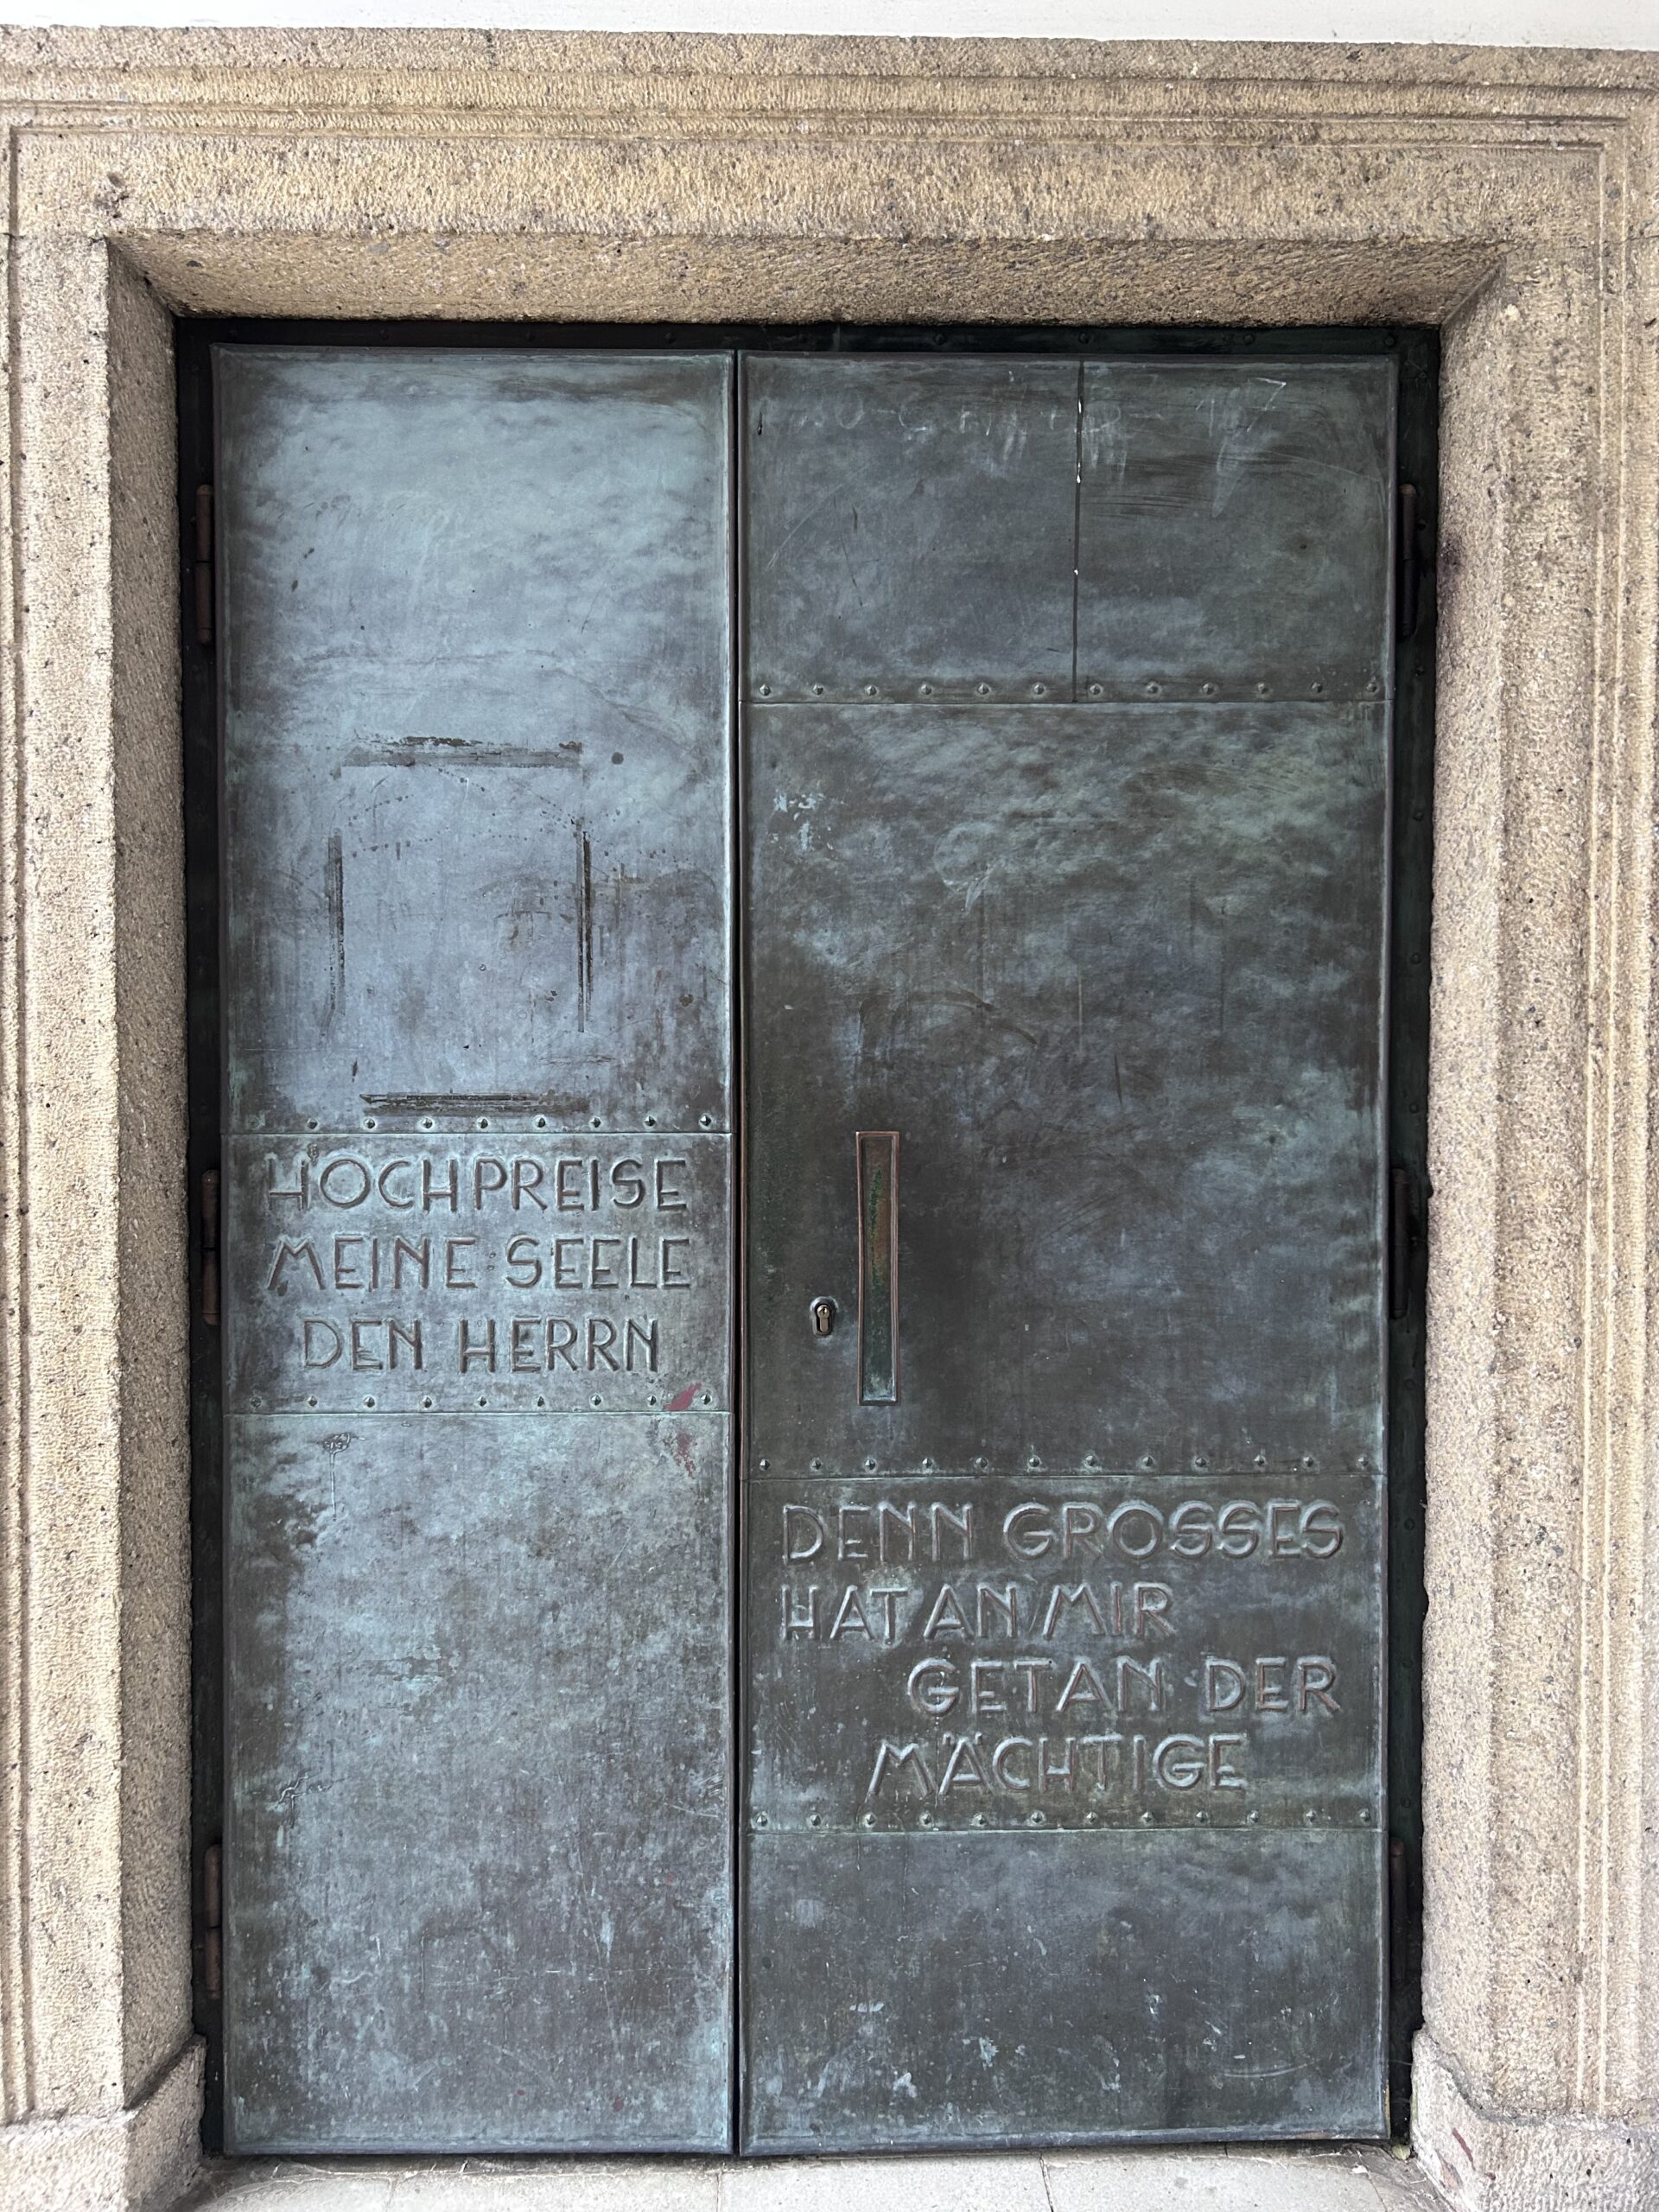 HOCHPREISE
MEINE SEELE
DEN HERRN
DENN GROSSES
HAT AN MIR
GETAN DER
MÄCHTIGE